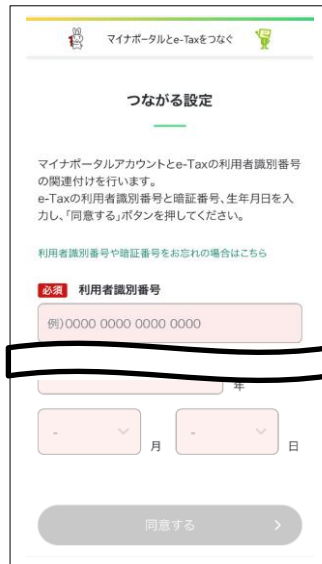 マイナポータルとe-Taxをつなぐ
つながる設定
マイナポータルアカウントとe-Taxの利用者識別番号
の関連付けを行います。
e-Taxの利用者識別番号と暗証番号、生年月日を入
力し、「同意する」ボタンを押してください。
利用者識別番号や暗証番号をお忘れの場合はこちら
必須 利用者識別番号
例)0000 0000 0000 0000
年
- 月 - 日
同意する